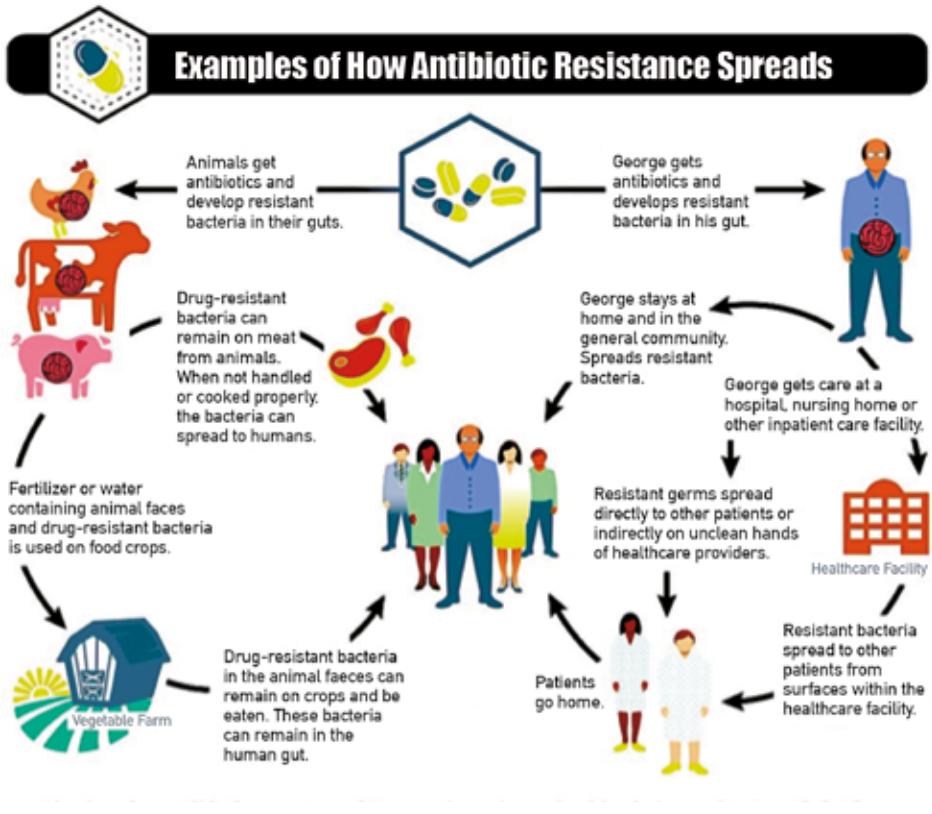 Examples of How Antibiotic Resistance Spreads
Animals get
antibiotics and
develop resistant
bacteria in their guts.
George gets
antibiotics and
develops resistant
bacteria in his gut.
Drug-resistant
bacteria can
remain on meat
from animals.
When not handled
or cooked properly,
the bacteria can
spread to humans.
George stays at
home and in the
general community.
Spreads resistant
bacteria.
George gets care at a
hospital, nursing home or
other inpatient care facility.
Fertilizer or water
containing animal faces
and drug-resistant bacteria
is used on food crops.
Resistant germs spread
directly to other patients or
indirectly on unclean hands
of healthcare providers.
Healthcare Facility
Vegetable Farm
Drug-resistant bacteria
in the animal faeces can
remain on crops and be
eaten. These bacteria
can remain in the
human gut.
Patients
go home.
Resistant bacteria
spread to other
patients from
surfaces within the
healthcare facility.